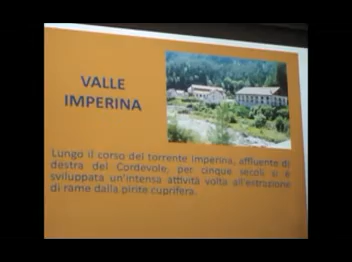 VALLE
IMPERINA
Lungo il corso del torrente imperina, affluente di
destra del Cordevole, per cinque secoli si è
sviluppata un'intensa attività volta all'estrazione
di rame dalla pirite cuprifera.